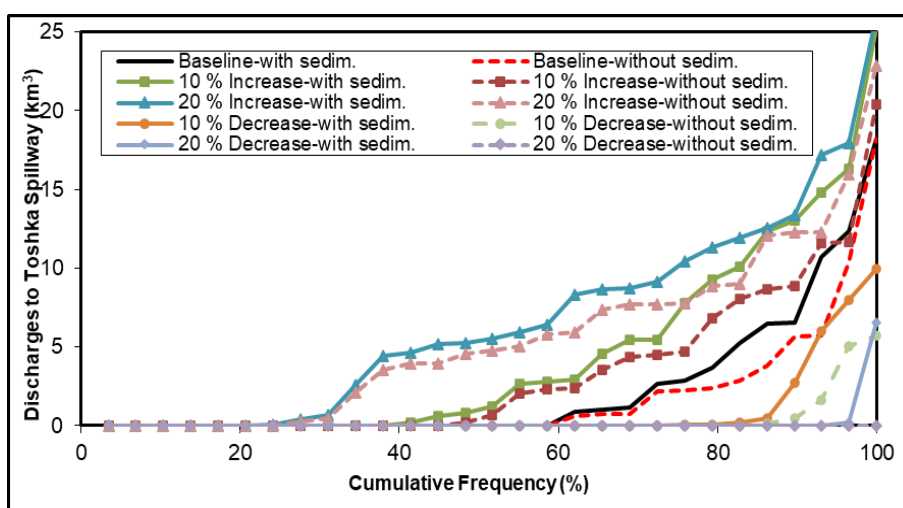 25
20
15
10
5
0
Discharges to Toshka Spillway (km³)
Baseline-with sedim. Baseline-without sedim.
10 % Increase-with sedim. 10 % Increase-without sedim.
20 % Increase-with sedim. 20 % Increase-without sedim.
10 % Decrease-with sedim. 10 % Decrease-without sedim.
20 % Decrease-with sedim. 20 % Decrease-without sedim.
0 20 40 60 80 100
Cumulative Frequency (%)